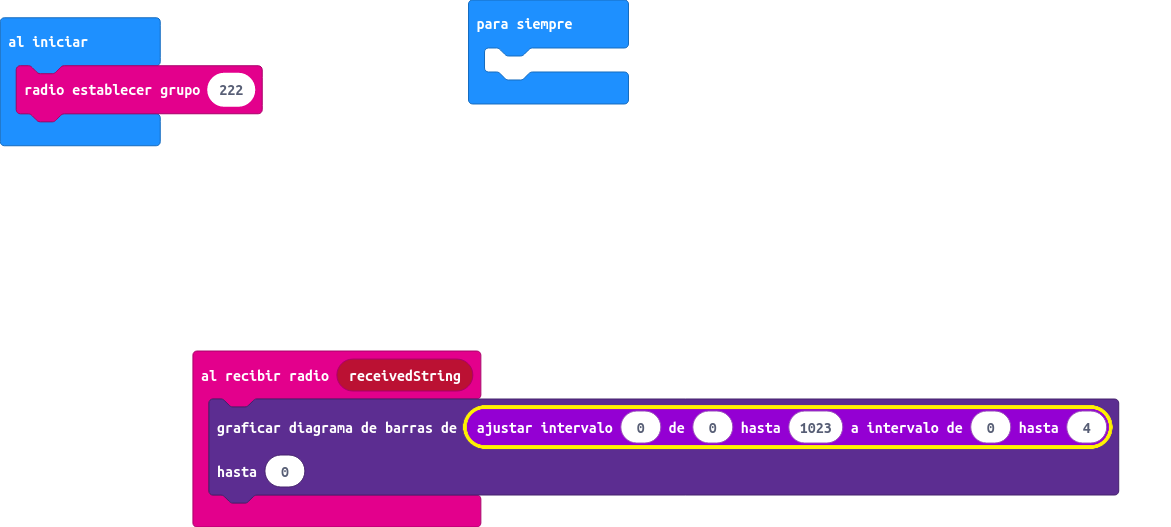 para siempre
al iniciar
radio establecer grupo 222
al recibir radio receivedString
graficar diagrama de barras de ajustar intervalo 0 de 0 hasta 1023 a intervalo de 0 hasta 4
hasta 0